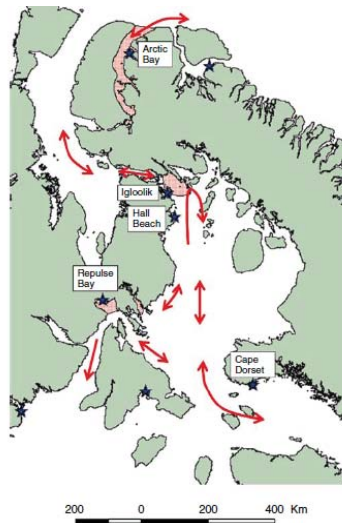 Arctic
Bay
Igloolik
Hall
Beach
Repulse
Bay
Cape
Dorset
200 0 200 400 Km